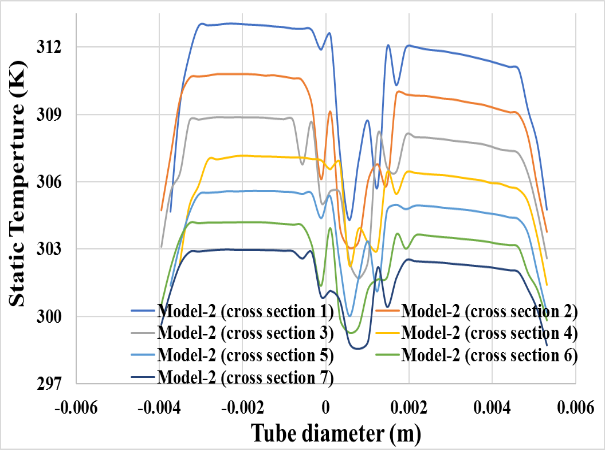 312
309
306
303
300
297
Static Temperture (K)
Model-2 (cross section 1) Model-2 (cross section 2)
Model-2 (cross section 3) Model-2 (cross section 4)
Model-2 (cross section 5) Model-2 (cross section 6)
Model-2 (cross section 7)
-0.006 -0.004 -0.002 0 0.002 0.004 0.006
Tube diameter (m)